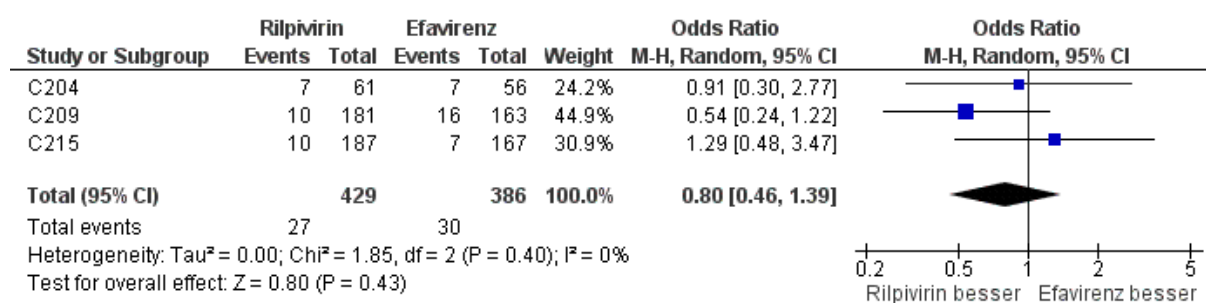 Rilpivirin Efavirenz Odds Ratio Odds Ratio
Study or Subgroup Events Total Events Total Weight M-H, Random, 95% CI M-H, Random, 95% CI
C204 7 61 7 56 24.2% 0.91 [0.30, 2.77]
C209 10 181 16 163 44.9% 0.54 [0.24, 1.22]
C215 10 187 7 167 30.9% 1.29 [0.48, 3.47]
Total (95% CI) 429 386 100.0% 0.80 [0.46, 1.39]
Total events 27 30
Heterogeneity: Tau² = 0.00; Chi² = 1.85, df = 2 (P = 0.40); I² = 0%
Test for overall effect: Z = 0.80 (P = 0.43)
0.2 0.5 1 2 5
Rilpivirin besser Efavirenz besser